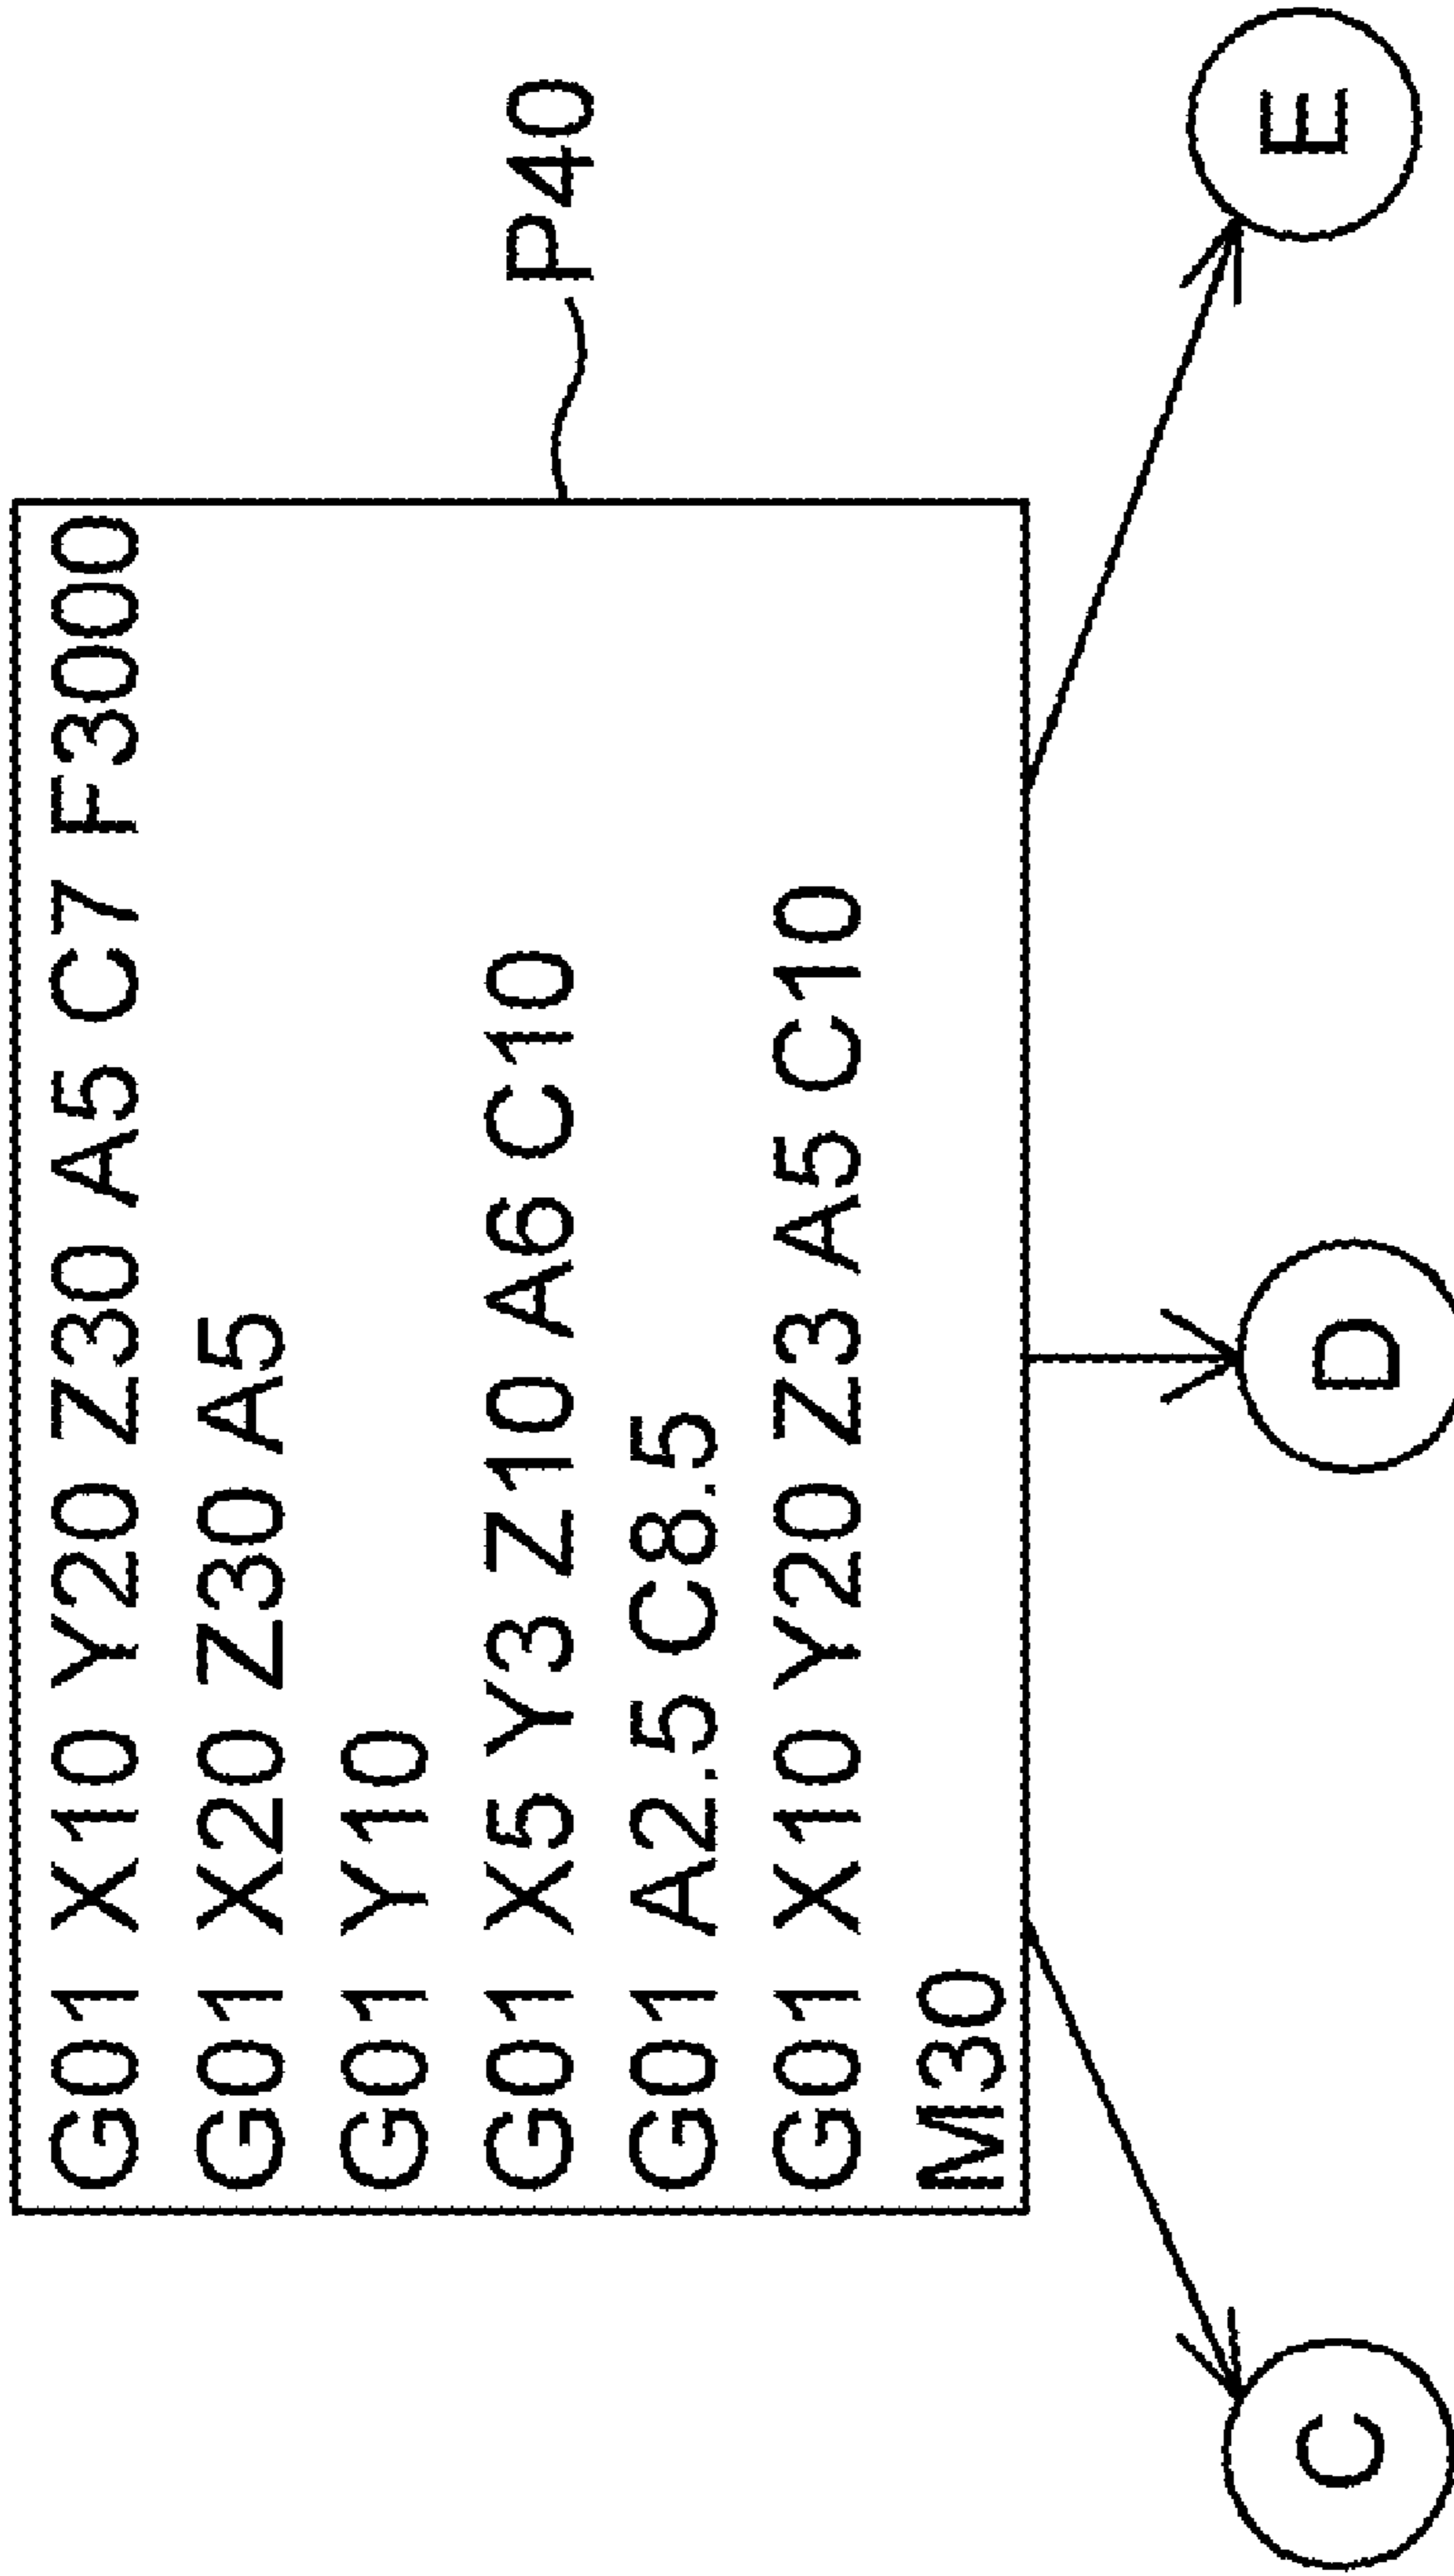 G01 X10 Y20 Z30 A5 C7 F3000
G01 X20 Z30 A5
G01 Y10
G01 X5 Y3 Z10 A6 C10
G01 A2.5 C8.5
G01 X10 Y20 Z3 A5 C10
M30
P40
C
D
E